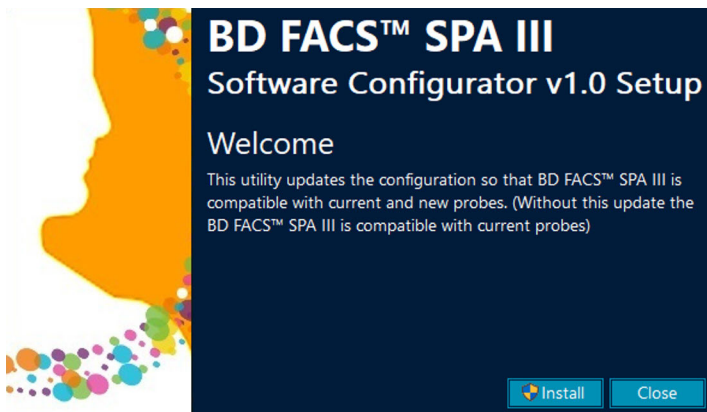 BD FACS™ SPA III
Software Configurator v1.0 Setup
Welcome
This utility updates the configuration so that BD FACS™ SPA III is
compatible with current and new probes. (Without this update the
BD FACS™ SPA III is compatible with current probes)
Install
Close